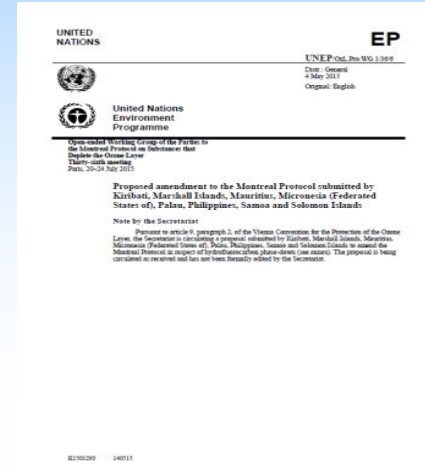 UNITED
NATIONS
EP
UNEP/OzL.Pro.WG.1/36/6
Distr.: General
4 May 2015
Original: English
United Nations
Environment
Programme
Open-ended Working Group of the Parties to
the Montreal Protocol on Substances that
Deplete the Ozone Layer
Thirty-sixth meeting
Paris, 20–24 July 2015
Proposed amendment to the Montreal Protocol submitted by
Kiribati, Marshall Islands, Mauritius, Micronesia (Federated
States of), Palau, Philippines, Samoa and Solomon Islands
Note by the Secretariat
Pursuant to article 9, paragraph 2, of the Vienna Convention for the Protection of the Ozone
Layer, the Secretariat is circulating a proposal submitted by Kiribati, Marshall Islands, Mauritius,
Micronesia (Federated States of), Palau, Philippines, Samoa and Solomon Islands to amend the
Montreal Protocol in respect of hydrofluorocarbon phase-down (see annex). The proposal is being
circulated as received and has not been formally edited by the Secretariat.
K1501293 140515